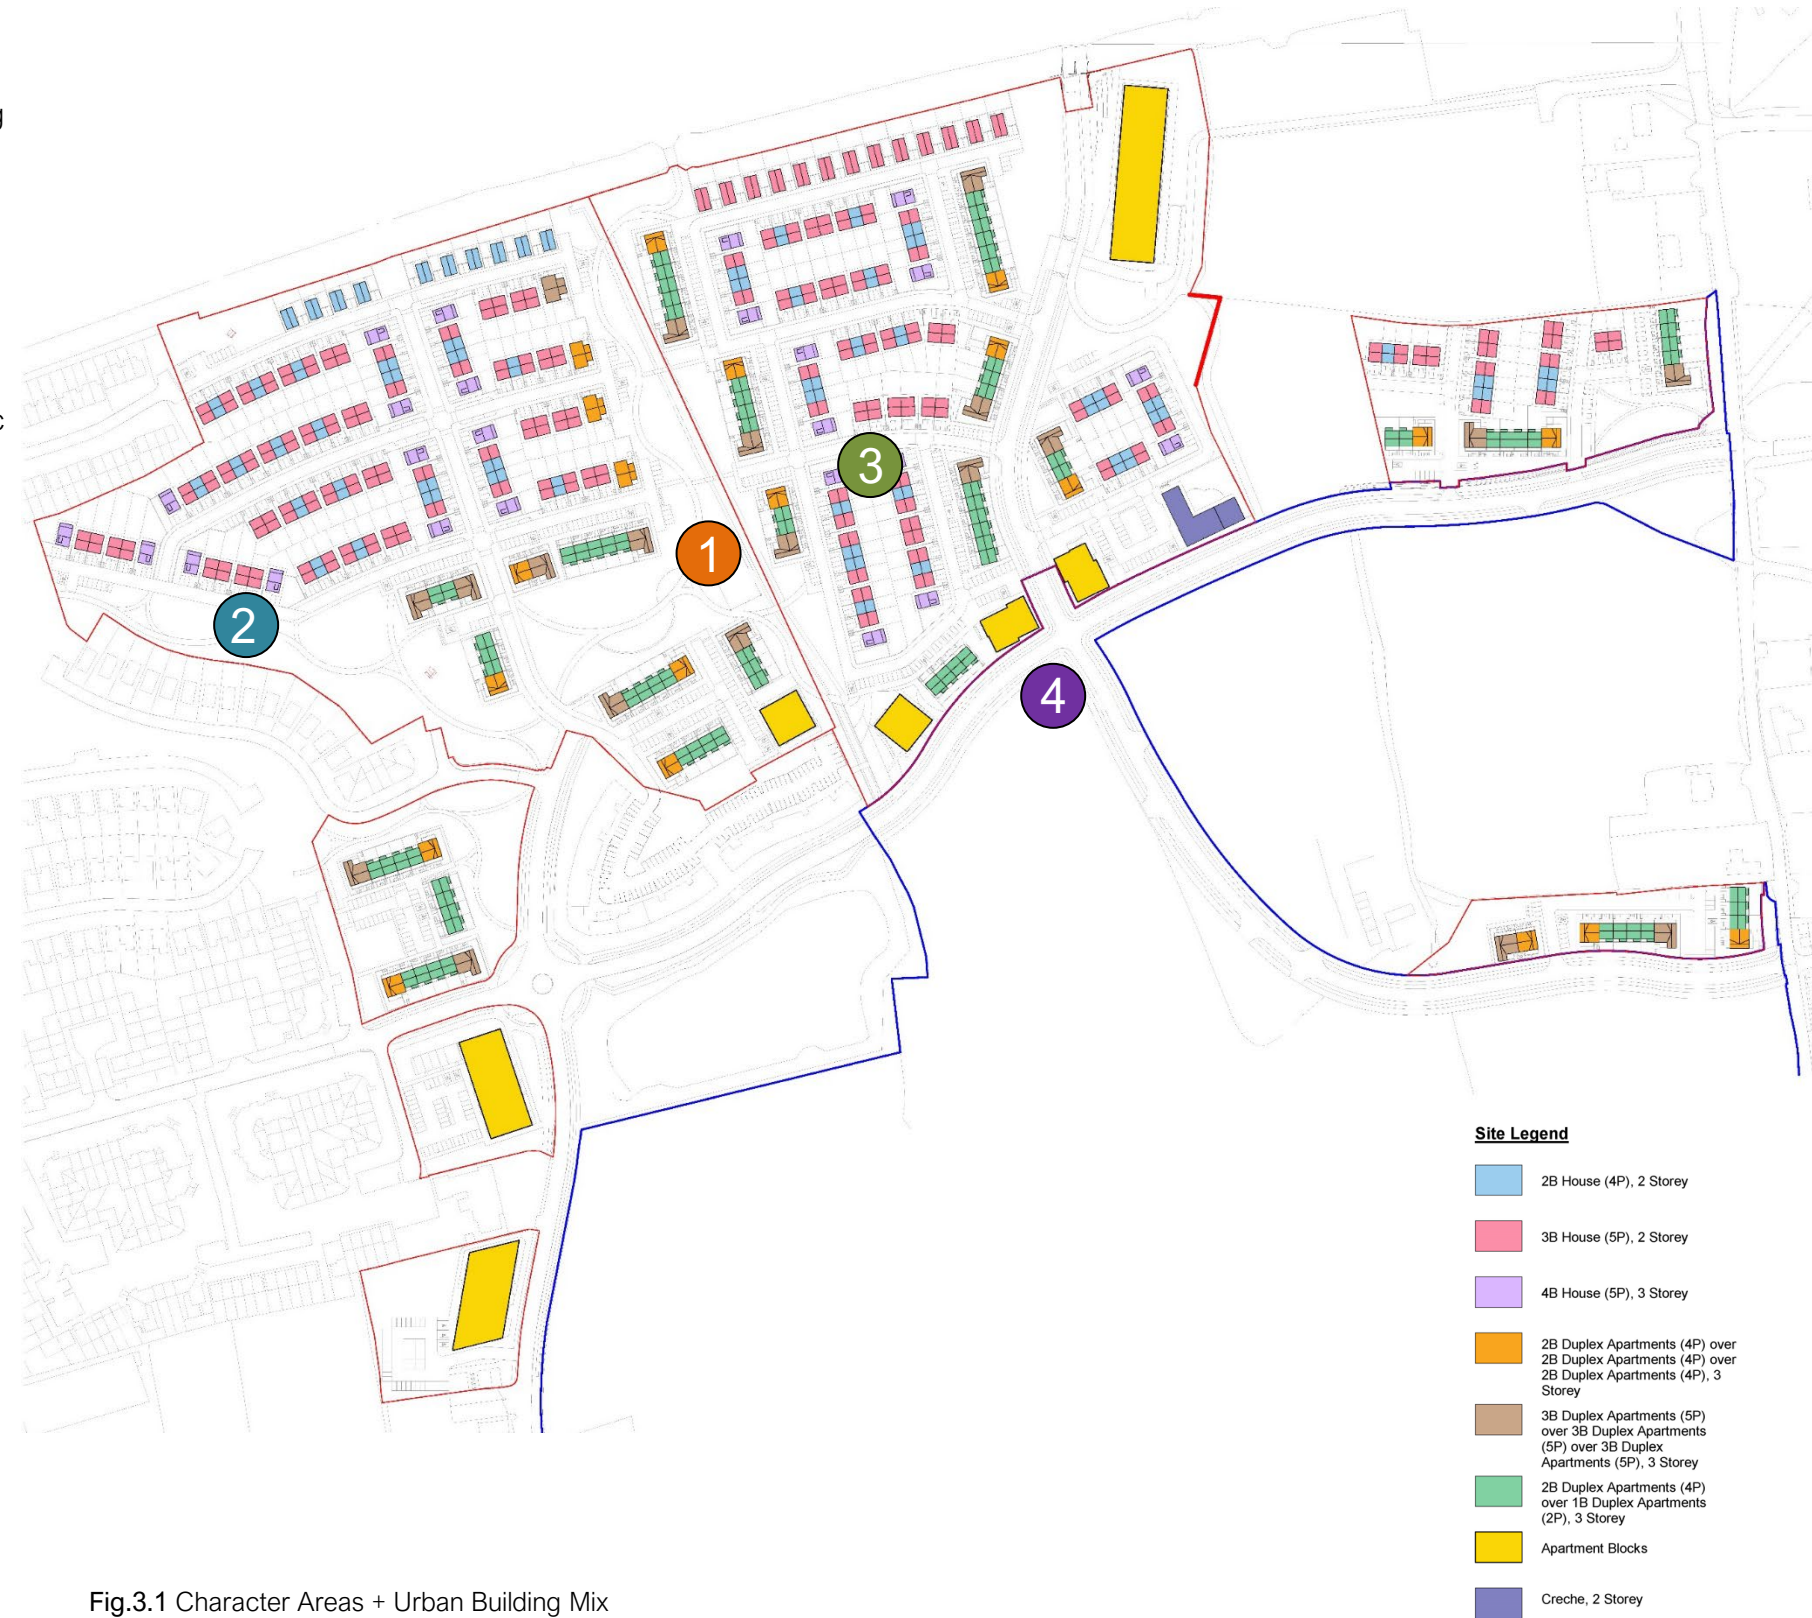 g
c
1
2
3
4
Site Legend
2B House (4P), 2 Storey
3B House (5P), 2 Storey
4B House (5P), 3 Storey
2B Duplex Apartments (4P) over
2B Duplex Apartments (4P) over
2B Duplex Apartments (4P), 3
Storey
3B Duplex Apartments (5P)
over 3B Duplex Apartments
(5P) over 3B Duplex
Apartments (5P), 3 Storey
2B Duplex Apartments (4P)
over 1B Duplex Apartments
(2P), 3 Storey
Apartment Blocks
Creche, 2 Storey
Fig.3.1 Character Areas + Urban Building Mix